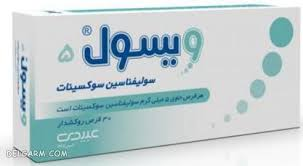 ویسول® ۵
سولیفناسین سوکسینات
هر قرص حاوی ۵ میلی گرم سولیفناسین سوکسینات است
۳۰ قرص روکشدار
عبیدی
DELGARM.COM